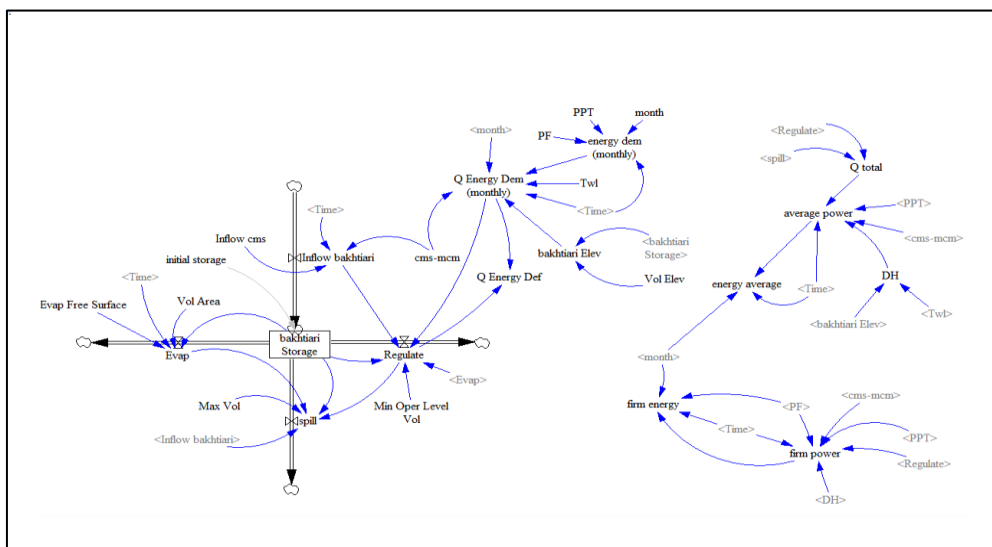 PPT
month
<month>
PF
energy dem
(monthly)
<Regulate>
<spill>
Q total
Q Energy Dem
(monthly)
Twl
<Time>
<Time>
average power
<PPT>
<cms-mcm>
Inflow cms
Inflow bakhtiari
cms-mcm
bakhtiari Elev
<bakhtiari
Storage>
initial storage
Q Energy Def
Vol Elev
energy average
<Time>
DH
<Time>
Evap Free Surface
Vol Area
<bakhtiari Elev>
<Twl>
bakhtiari
Storage
Evap
Regulate
<month>
<Evap>
Max Vol
spill
Min Oper Level
Vol
firm energy
<PF>
<cms-mcm>
<Inflow bakhtiari>
<Time>
<PPT>
firm power
<Regulate>
<DH>